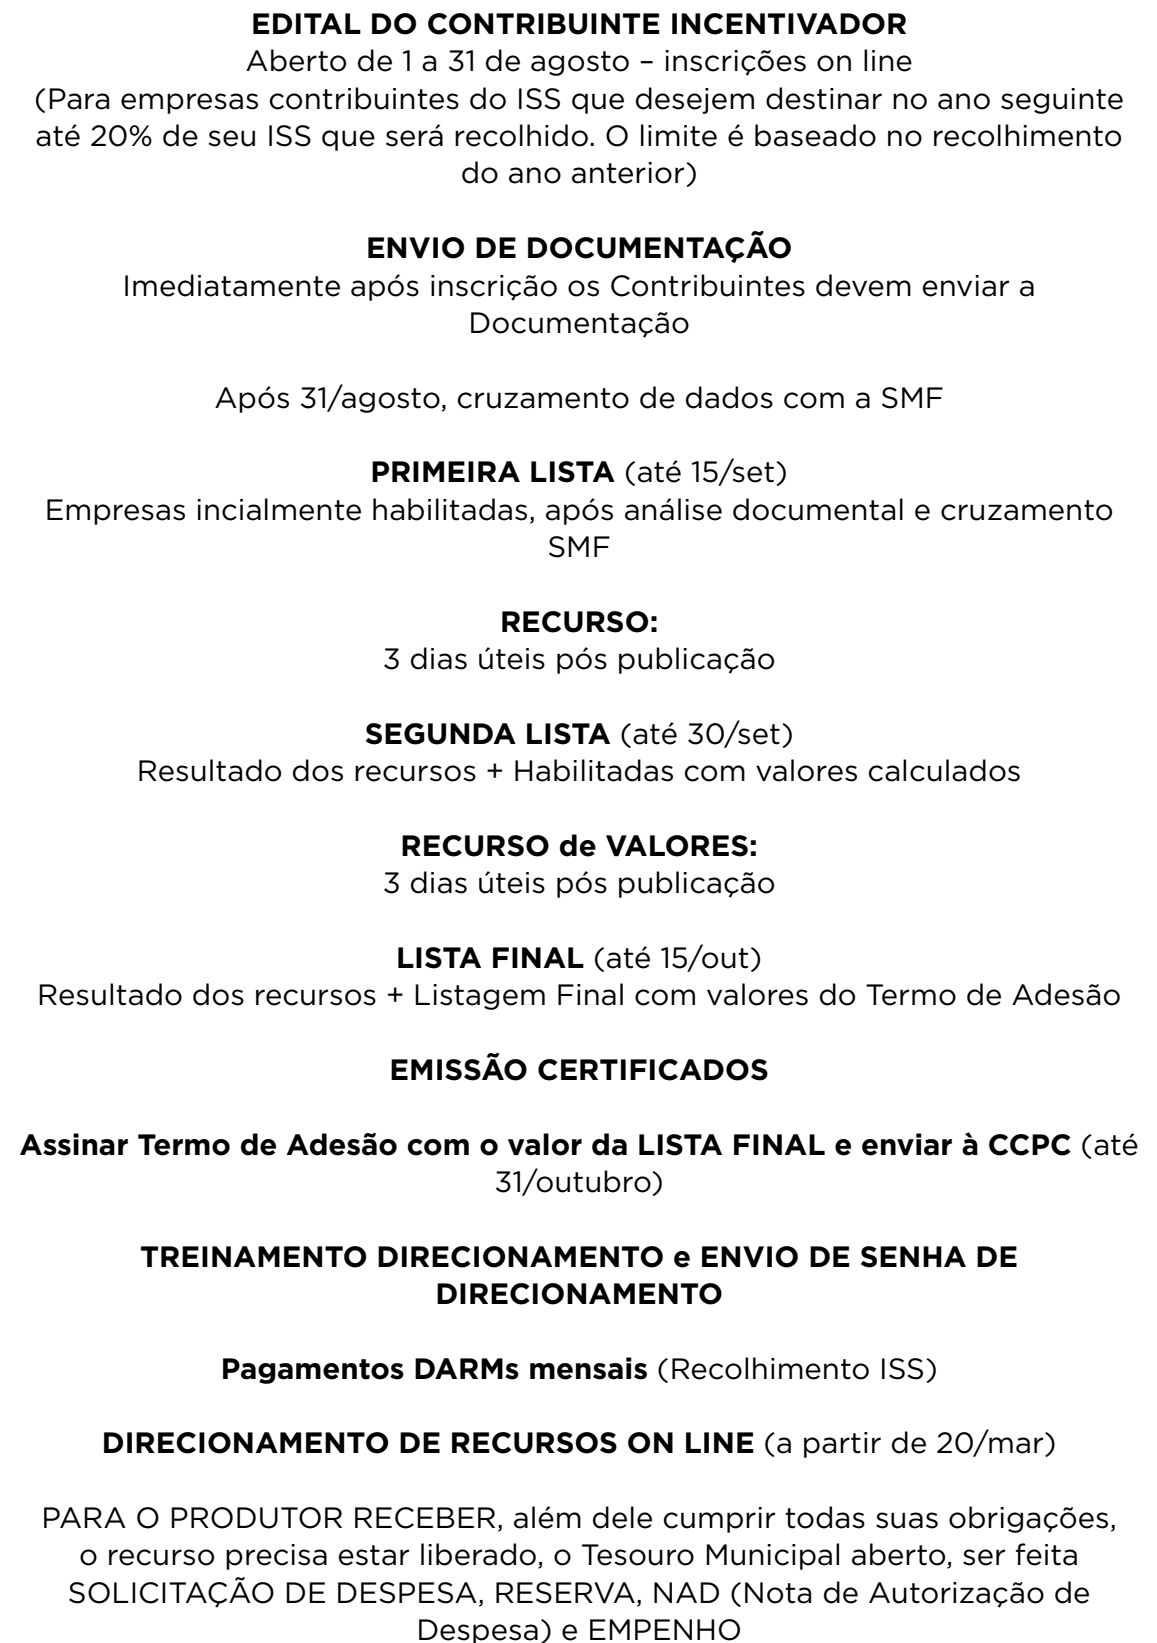 EDITAL DO CONTRIBUINTE INCENTIVADOR
Aberto de 1 a 31 de agosto – inscrições on line
(Para empresas contribuintes do ISS que desejem destinar no ano seguinte
até 20% de seu ISS que será recolhido. O limite é baseado no recolhimento
do ano anterior)
ENVIO DE DOCUMENTAÇÃO
Imediatamente após inscrição os Contribuintes devem enviar a
Documentação
Após 31/agosto, cruzamento de dados com a SMF
PRIMEIRA LISTA (até 15/set)
Empresas incialmente habilitadas, após análise documental e cruzamento
SMF
RECURSO:
3 dias úteis pós publicação
SEGUNDA LISTA (até 30/set)
Resultado dos recursos + Habilitadas com valores calculados
RECURSO de VALORES:
3 dias úteis pós publicação
LISTA FINAL (até 15/out)
Resultado dos recursos + Listagem Final com valores do Termo de Adesão
EMISSÃO CERTIFICADOS
Assinar Termo de Adesão com o valor da LISTA FINAL e enviar à CCPC (até
31/outubro)
TREINAMENTO DIRECIONAMENTO e ENVIO DE SENHA DE
DIRECIONAMENTO
Pagamentos DARMs mensais (Recolhimento ISS)
DIRECIONAMENTO DE RECURSOS ON LINE (a partir de 20/mar)
PARA O PRODUTOR RECEBER, além dele cumprir todas suas obrigações,
o recurso precisa estar liberado, o Tesouro Municipal aberto, ser feita
SOLICITAÇÃO DE DESPESA, RESERVA, NAD (Nota de Autorização de
Despesa) e EMPENHO